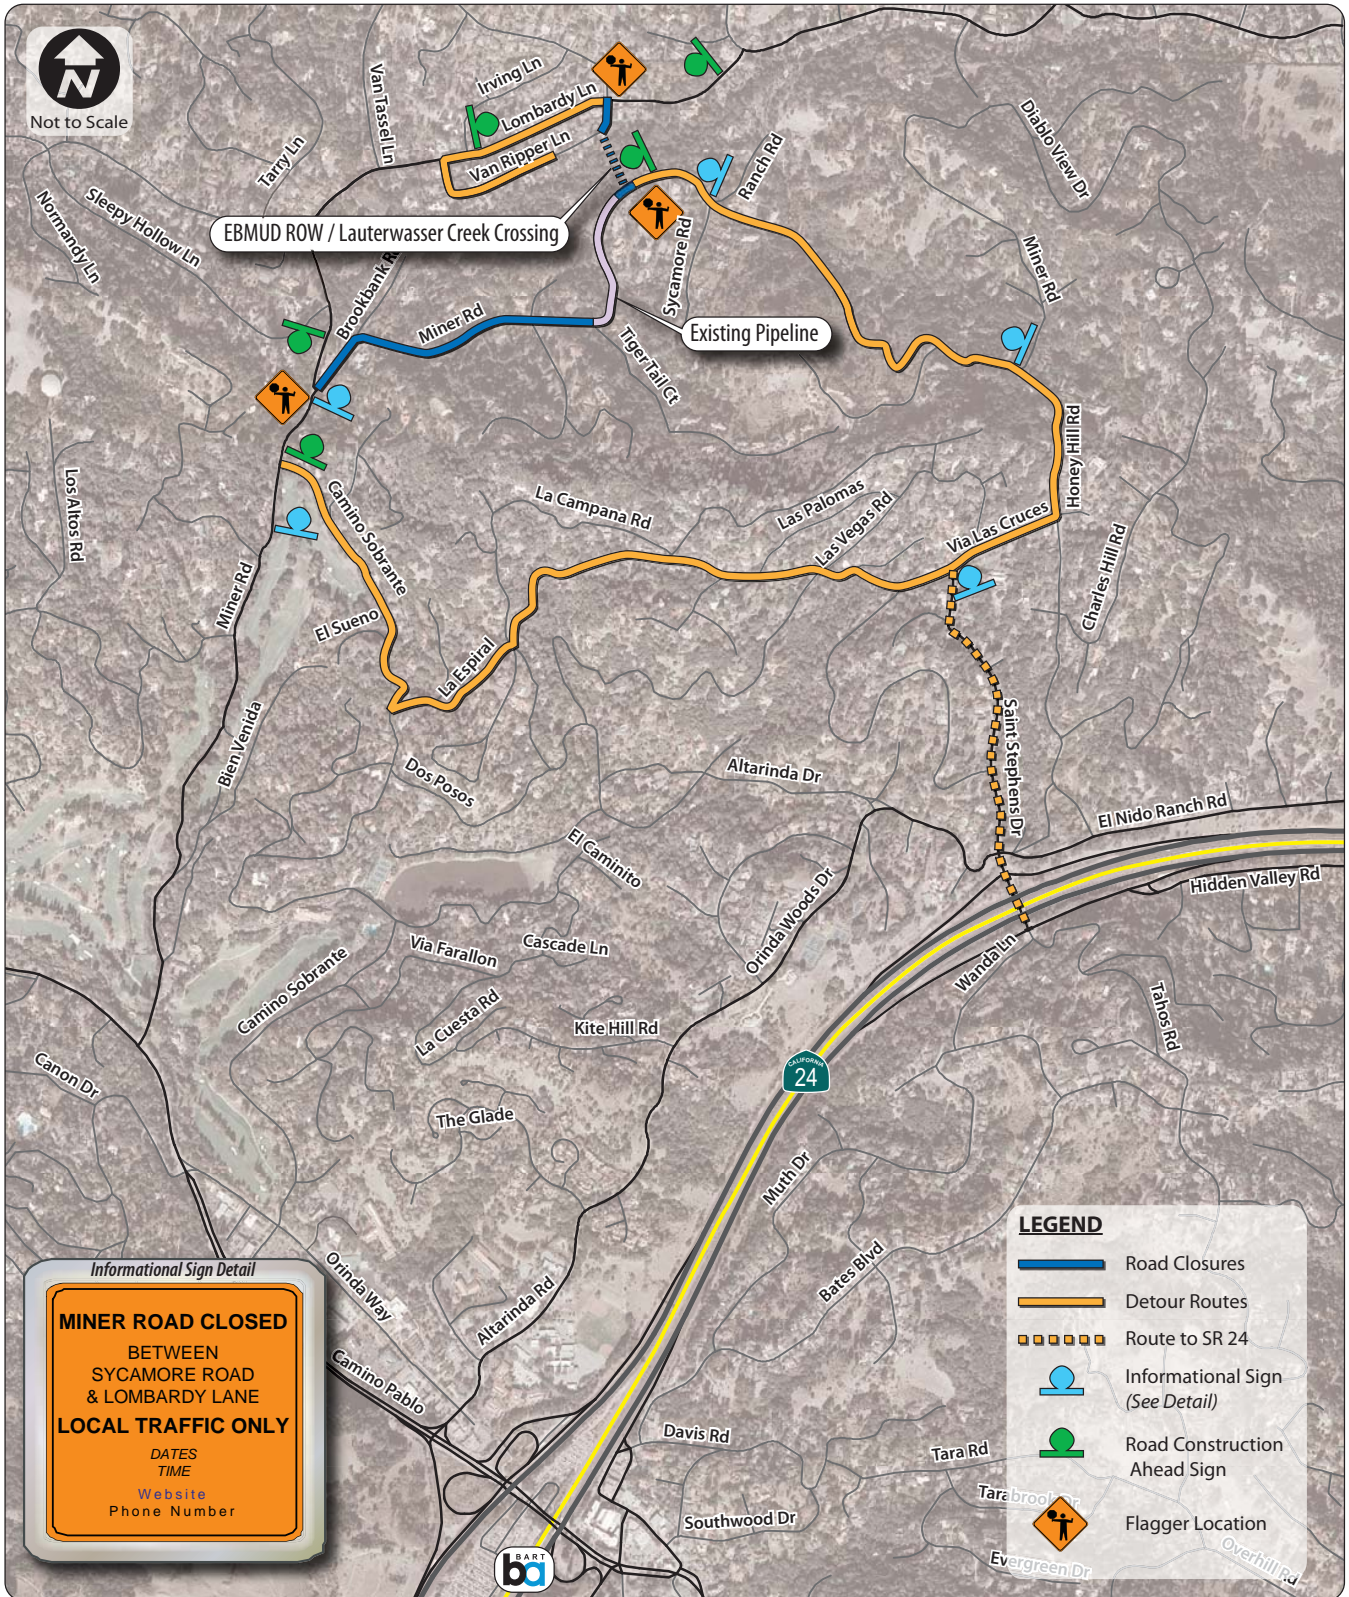 N
Not to Scale
Irving Ln
Lombardy Ln
Van Tassel Ln
Van Ripper Ln
Tarry Ln
Sleepy Hollow Ln
Normandy Ln
EBMUD ROW / Lauterwasser Creek Crossing
Ranch Rd
Diablo View Dr
Sycamore Rd
Miner Rd
Brookbank R
Miner Rd
Existing Pipeline
Tiger Tail Ct
Honey Hill Rd
Los Altos Rd
Camino Sobrante
La Campana Rd
Las Palomas
Las Vegas Rd
Via Las Cruces
Charles Hill Rd
Miner Rd
El Sueno
La Espiral
Bien Venida
Saint Stephens Dr
Dos Posos
Altarinda Dr
El Nido Ranch Rd
El Caminito
Hidden Valley Rd
Orinda Woods Dr
Via Farallon
Cascade Ln
Wanda Ln
Camino Sobrante
La Cuesta Rd
Kite Hill Rd
Tahos Rd
CALIFORNIA
24
Canon Dr
The Glade
Muth Dr
Bates Blvd
Orinda Way
Altarinda Rd
Camino Pablo
Davis Rd
Tara Rd
Tarabrook Dr
Southwood Dr
Evergreen Dr
Overhill Rd
BART
ba
Informational Sign Detail
MINER ROAD CLOSED
BETWEEN
SYCAMORE ROAD
& LOMBARDY LANE
LOCAL TRAFFIC ONLY
DATES
TIME
Website
Phone Number
LEGEND
Road Closures
Detour Routes
Route to SR 24
Informational Sign
(See Detail)
Road Construction
Ahead Sign
Flagger Location